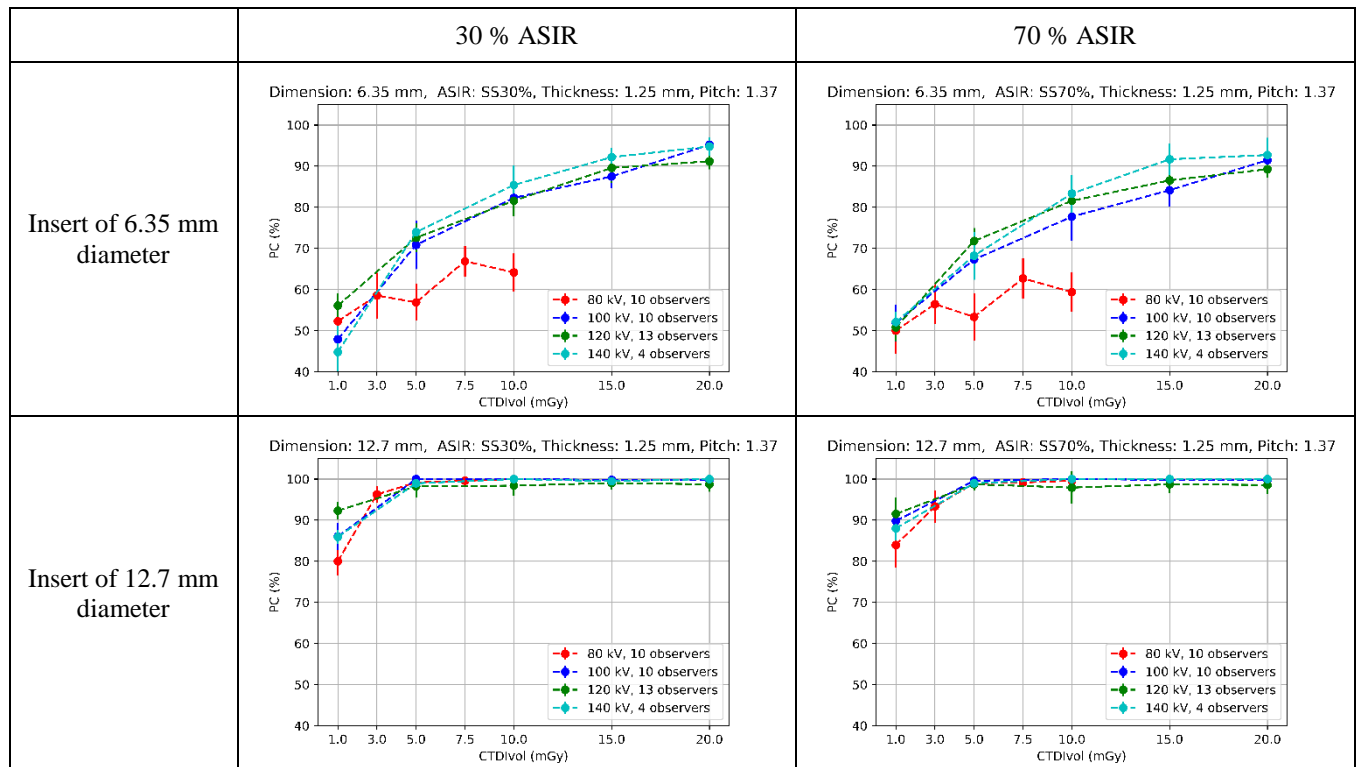 30 % ASIR
70 % ASIR
Insert of 6.35 mm
diameter
Dimension: 6.35 mm, ASIR: SS30%, Thickness: 1.25 mm, Pitch: 1.37
100
90
80
70
60
50
40
PC (%)
80 kV, 10 observers
100 kV, 10 observers
120 kV, 13 observers
140 kV, 4 observers
1.0 3.0 5.0 7.5 10.0 15.0 20.0
CTDIvol (mGy)
Dimension: 6.35 mm, ASIR: SS70%, Thickness: 1.25 mm, Pitch: 1.37
100
90
80
70
60
50
40
PC (%)
80 kV, 10 observers
100 kV, 10 observers
120 kV, 13 observers
140 kV, 4 observers
1.0 3.0 5.0 7.5 10.0 15.0 20.0
CTDIvol (mGy)
Insert of 12.7 mm
diameter
Dimension: 12.7 mm, ASIR: SS30%, Thickness: 1.25 mm, Pitch: 1.37
100
90
80
70
60
50
40
PC (%)
80 kV, 10 observers
100 kV, 10 observers
120 kV, 13 observers
140 kV, 4 observers
1.0 3.0 5.0 7.5 10.0 15.0 20.0
CTDIvol (mGy)
Dimension: 12.7 mm, ASIR: SS70%, Thickness: 1.25 mm, Pitch: 1.37
100
90
80
70
60
50
40
PC (%)
80 kV, 10 observers
100 kV, 10 observers
120 kV, 13 observers
140 kV, 4 observers
1.0 3.0 5.0 7.5 10.0 15.0 20.0
CTDIvol (mGy)